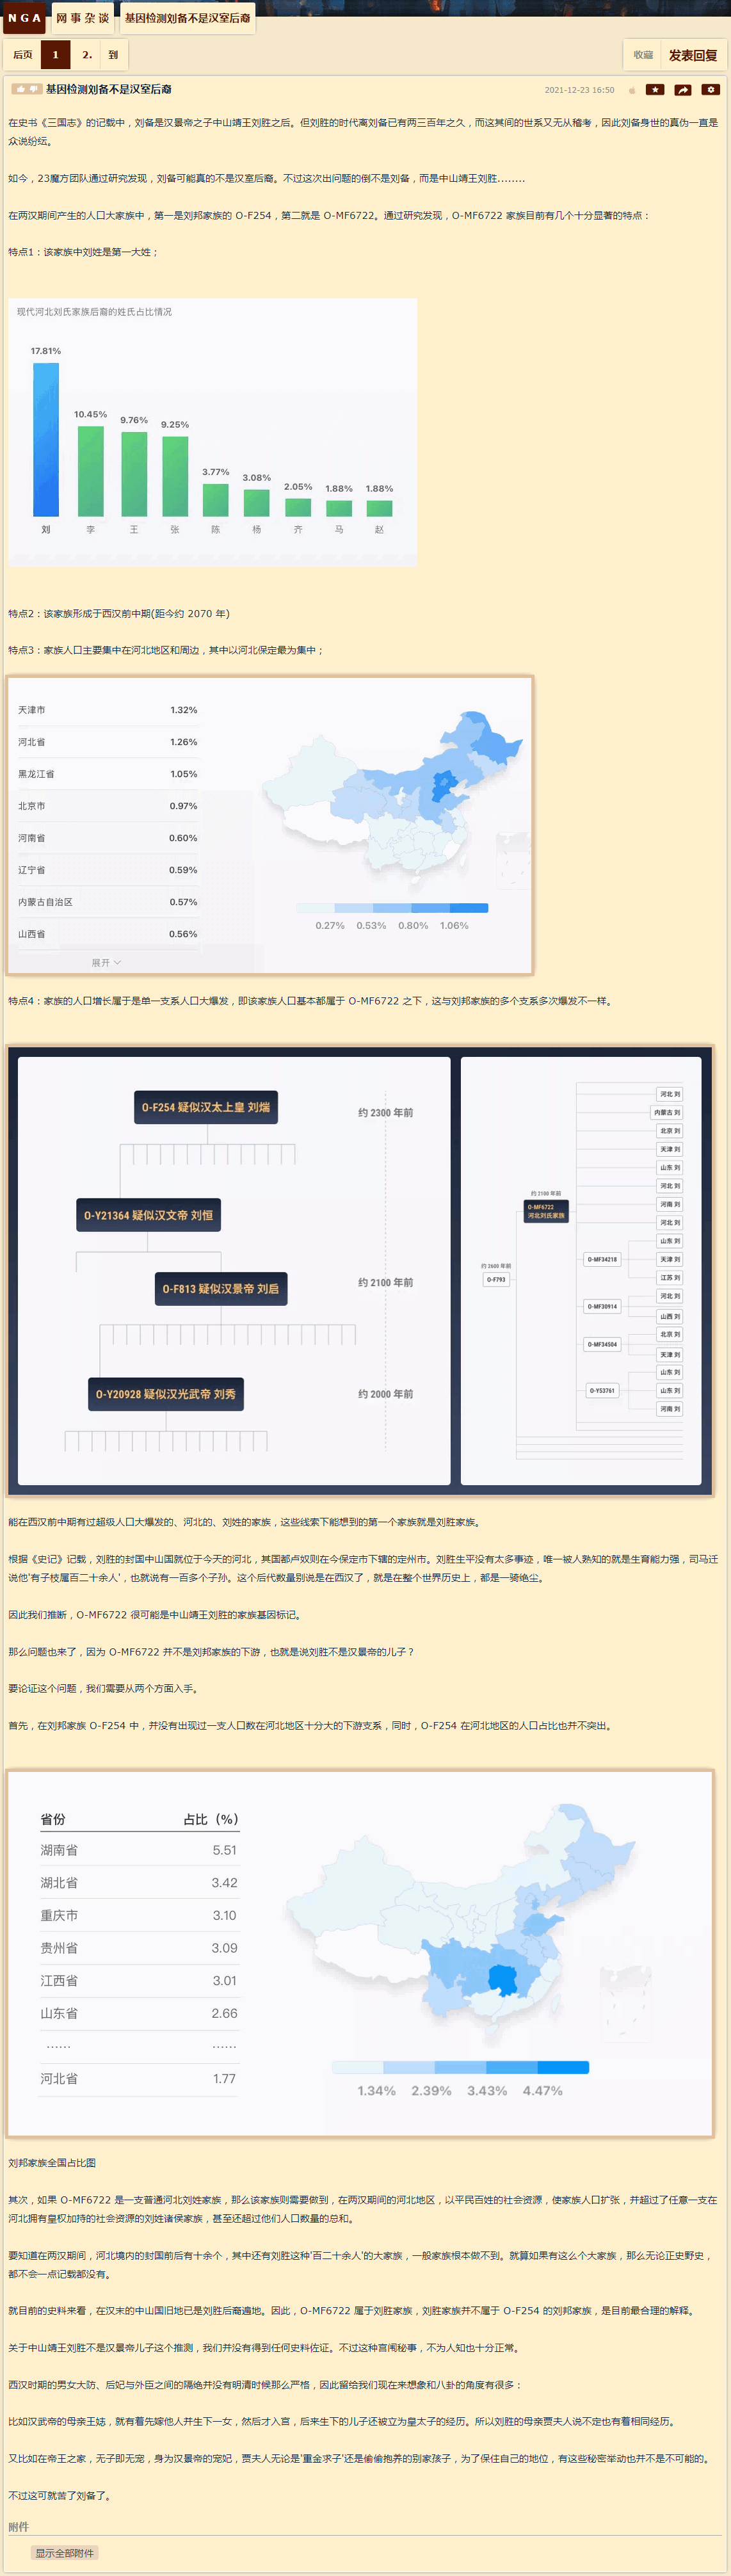 NGA
网事杂谈
基因检测刘备不是汉室后裔
后页 1 2. 到
收藏 发表回复
基因检测刘备不是汉室后裔
2021-12-23 16:50
在史书《三国志》的记载中，刘备是汉景帝之子中山靖王刘胜之后。但刘胜的时代离刘备已有两三百年之久，而这其间的世系又无从稽考，因此刘备身世的真伪一直是
众说纷纭。
如今，23魔方团队通过研究发现，刘备可能真的不是汉室后裔。不过这次出问题的倒不是刘备，而是中山靖王刘胜........
在两汉期间产生的人口大家族中，第一是刘邦家族的 O-F254，第二就是 O-MF6722。通过研究发现，O-MF6722 家族目前有几个十分显著的特点：
特点1：该家族中刘姓是第一大姓；
现代河北刘氏家族后裔的姓氏占比情况
17.81%
10.45%
9.76%
9.25%
3.77%
3.08%
2.05%
1.88%
1.88%
刘 李 王 张 陈 杨 齐 马 赵
特点2：该家族形成于西汉前中期(距今约 2070 年)
特点3：家族人口主要集中在河北地区和周边，其中以河北保定最为集中；
天津市 1.32%
河北省 1.26%
黑龙江省 1.05%
北京市 0.97%
河南省 0.60%
辽宁省 0.59%
内蒙古自治区 0.57%
山西省 0.56%
展开
0.27% 0.53% 0.80% 1.06%
特点4：家族的人口增长属于是单一支系人口大爆发，即该家族人口基本都属于 O-MF6722 之下，这与刘邦家族的多个支系多次爆发不一样。
O-F254 疑似汉太上皇 刘煓
约 2300 年前
O-Y21364 疑似汉文帝 刘恒
O-F813 疑似汉景帝 刘启
约 2100 年前
O-Y20928 疑似汉光武帝 刘秀
约 2000 年前
约 2600 年前
O-F793
约 2100 年前
O-MF6722
河北刘氏家族
河北 刘
内蒙古 刘
北京 刘
天津 刘
山东 刘
河北 刘
河南 刘
河北 刘
O-MF34218
山东 刘
天津 刘
江苏 刘
O-MF30914
河北 刘
山西 刘
O-MF34504
北京 刘
天津 刘
O-Y53761
山东 刘
山东 刘
河南 刘
能在西汉前中期有过超级人口大爆发的、河北的、刘姓的家族，这些线索下能想到的第一个家族就是刘胜家族。
根据《史记》记载，刘胜的封国中山国就位于今天的河北，其国都卢奴则在今保定市下辖的定州市。刘胜生平没有太多事迹，唯一被人熟知的就是生育能力强，司马迁
说他'有子枝属百二十余人'，也就说有一百多个子孙。这个后代数量别说是在西汉了，就是在整个世界历史上，都是一骑绝尘。
因此我们推断，O-MF6722 很可能是中山靖王刘胜的家族基因标记。
那么问题也来了，因为 O-MF6722 并不是刘邦家族的下游，也就是说刘胜不是汉景帝的儿子？
要论证这个问题，我们需要从两个方面入手。
首先，在刘邦家族 O-F254 中，并没有出现过一支人口数在河北地区十分大的下游支系，同时，O-F254 在河北地区的人口占比也并不突出。
省份 占比（%）
湖南省 5.51
湖北省 3.42
重庆市 3.10
贵州省 3.09
江西省 3.01
山东省 2.66
······ ······
河北省 1.77
1.34% 2.39% 3.43% 4.47%
刘邦家族全国占比图
其次，如果 O-MF6722 是一支普通河北刘姓家族，那么该家族则需要做到，在两汉期间的河北地区，以平民百姓的社会资源，使家族人口扩张，并超过了任意一支在
河北拥有皇权加持的社会资源的刘姓诸侯家族，甚至还超过他们人口数量的总和。
要知道在两汉期间，河北境内的封国前后有十余个，其中还有刘胜这种'百二十余人'的大家族，一般家族根本做不到。就算如果有这么个大家族，那么无论正史野史，
都不会一点记载都没有。
就目前的史料来看，在汉末的中山国旧地已是刘胜后裔遍地。因此，O-MF6722 属于刘胜家族，刘胜家族并不属于 O-F254 的刘邦家族，是目前最合理的解释。
关于中山靖王刘胜不是汉景帝儿子这个推测，我们并没有得到任何史料佐证。不过这种宫闱秘事，不为人知也十分正常。
西汉时期的男女大防、后妃与外臣之间的隔绝并没有明清时候那么严格，因此留给我们现在来想象和八卦的角度有很多：
比如汉武帝的母亲王娡，就有着先嫁他人并生下一女，然后才入宫，后来生下的儿子还被立为皇太子的经历。所以刘胜的母亲贾夫人说不定也有着相同经历。
又比如在帝王之家，无子即无宠，身为汉景帝的宠妃，贾夫人无论是'重金求子'还是偷偷抱养的别家孩子，为了保住自己的地位，有这些秘密举动也并不是不可能的。
不过这可就苦了刘备了。
附件
显示全部附件